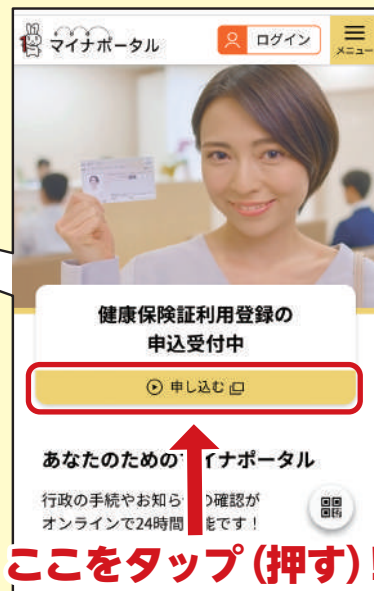 マイナポータル
ログイン
メニュー
健康保険証利用登録の
申込受付中
申し込む
あなたのための イナポータル
行政の手続やお知ら の確認が
オンラインで24時間 能です！
ここをタップ（押す）！